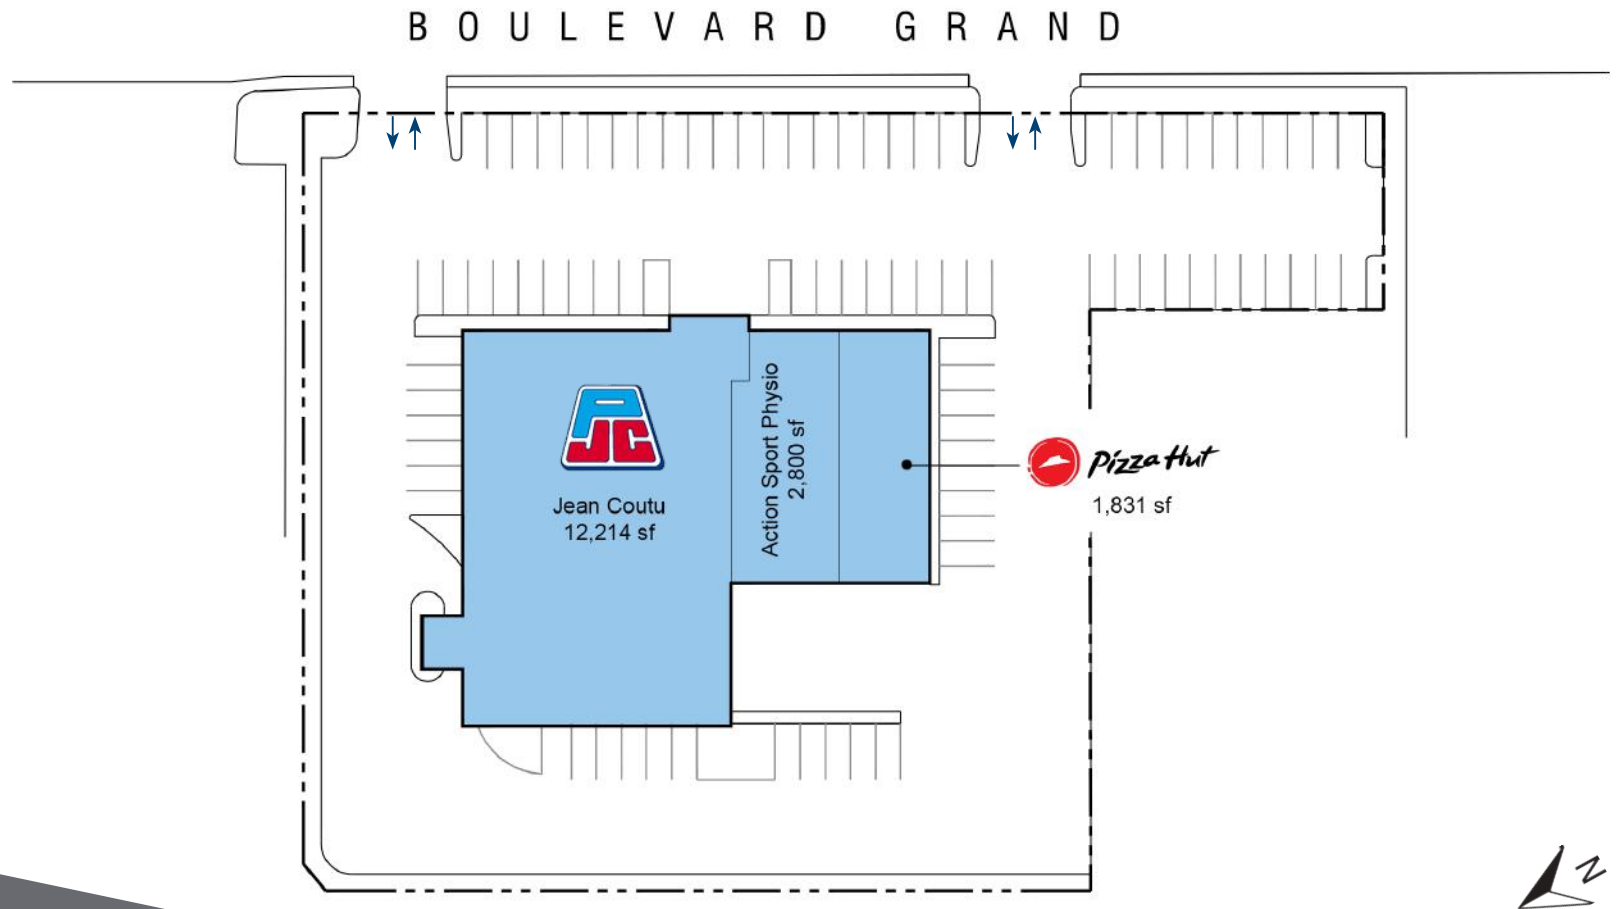 BOULEVARD GRAND
PJC
Jean Coutu
12,214 sf
Action Sport Physio
2,800 sf
Pizza Hut
1,831 sf
N